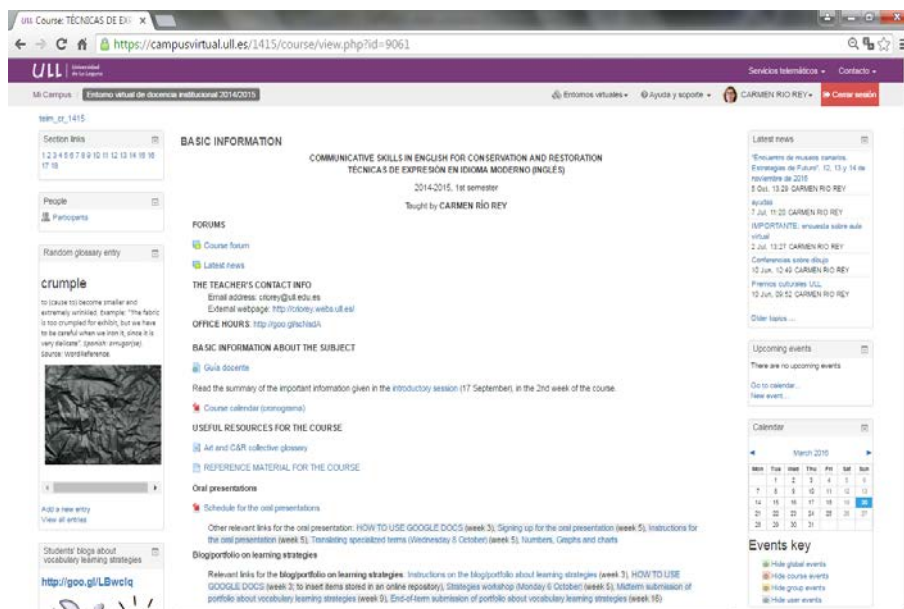 ULL Course: TÉCNICAS DE EX
https://campusvirtual.ull.es/1415/course/view.php?id=9061
ULL Universidad de La Laguna
Servicios telemáticos Contacto
Mi Campus Entorno virtual de docencia institucional 2014/2015 Entornos virtuales Ayuda y soporte CARMEN RIO REY Cerrar sesión
teim_cr_1415
Section links
1 2 3 4 5 6 7 8 9 10 11 12 13 14 15 16
17 18
People
Participants
Random glossary entry
crumple
to (cause to) become smaller and
extremely wrinkled. Example: "The fabric
is too crumpled for exhibit, but we have
to be careful when we iron it, since it is
very delicate". Spanish: arrugar(se)
Source: WordReference.
Add a new entry
View all entries
Students' blogs about
vocabulary learning strategies
http://goo.gl/LBwclq
BASIC INFORMATION
COMMUNICATIVE SKILLS IN ENGLISH FOR CONSERVATION AND RESTORATION
TÉCNICAS DE EXPRESIÓN EN IDIOMA MODERNO (INGLÉS)
2014-2015, 1st semester
Taught by CARMEN RÍO REY
FORUMS
Course forum
Latest news
THE TEACHER'S CONTACT INFO
Email address: criorey@ull.edu.es
External webpage: http://criorey.webs.ull.es/
OFFICE HOURS:
BASIC INFORMATION ABOUT THE SUBJECT
Guía docente
Read the summary of the important information given in the introductory session (17 September), in the 2nd week of the course.
Course calendar (cronograma)
USEFUL RESOURCES FOR THE COURSE
Art and C&R collective glossary
REFERENCE MATERIAL FOR THE COURSE
Oral presentations
Schedule for the oral presentations
Other relevant links for the oral presentation: HOW TO USE GOOGLE DOCS (week 3), Signing up for the oral presentation (week 5), Instructions for
the oral presentation (week 5), Translating specialized terms (Wednesday 8 October) (week 5), Numbers, Graphs and charts
Blog/portfolio on learning strategies
Relevant links for the blog/portfolio on learning strategies: Instructions on the blog/portfolio about learning strategies (week 3), HOW TO USE
GOOGLE DOCS (week 3; to insert items stored in an online repository), Strategies workshop (Monday 6 October) (week 5), Midterm submission of
portfolio about vocabulary learning strategies (week 9), End-of-term submission of portfolio about vocabulary learning strategies (week 16)
Latest news
"Encuentro de museos canarios.
Estrategias de Futuro". 12, 13 y 14 de
noviembre de 2015
5 Oct, 13:29 CARMEN RIO REY
ayudas
7 Jul, 11:20 CARMEN RIO REY
IMPORTANTE: encuesta sobre aula
virtual
2 Jul, 13:27 CARMEN RIO REY
Conferencias sobre dibujo
10 Jun, 12:49 CARMEN RIO REY
Premios culturales ULL
10 Jun, 09:52 CARMEN RIO REY
Older topics ...
Upcoming events
There are no upcoming events
Go to calendar...
New event...
Calendar
March 2016
Mon Tue Wed Thu Fri Sat Sun
1 2 3 4 5 6
7 8 9 10 11 12 13
14 15 16 17 18 19 20
21 22 23 24 25 26 27
28 29 30 31
Events key
Hide global events
Hide course events
Hide group events
Hide user events